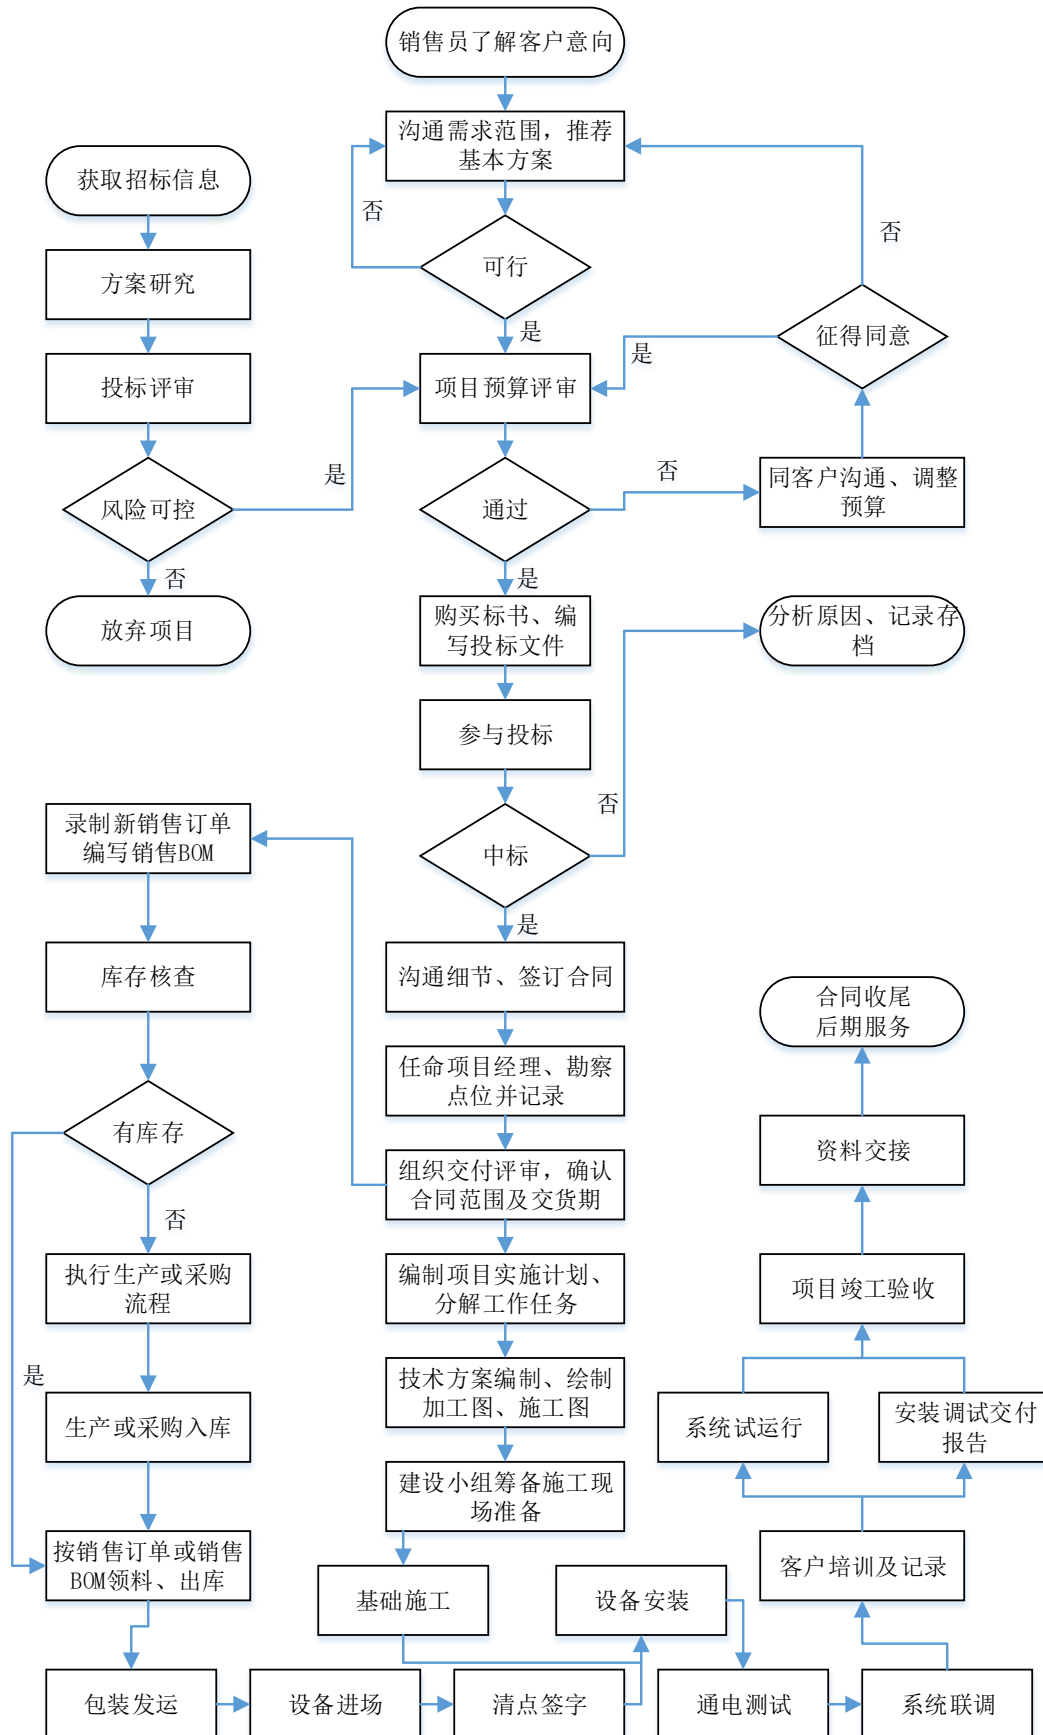 销售员了解客户意向
沟通需求范围，推荐
基本方案
获取招标信息
否
否
方案研究
可行
是
征得同意
是
投标评审
项目预算评审
是
否
同客户沟通、调整
预算
风险可控
通过
否
是
放弃项目
购买标书、编
写投标文件
分析原因、记录存
档
参与投标
否
录制新销售订单
编写销售BOM
中标
是
库存核查
沟通细节、签订合同
合同收尾
后期服务
任命项目经理、勘察
点位并记录
有库存
资料交接
组织交付评审，确认
合同范围及交货期
否
执行生产或采购
流程
编制项目实施计划、
分解工作任务
项目竣工验收
是
技术方案编制、绘制
加工图、施工图
生产或采购入库
系统试运行
安装调试交付
报告
建设小组筹备施工现
场准备
按销售订单或销售
BOM领料、出库
客户培训及记录
基础施工
设备安装
包装发运
设备进场
清点签字
通电测试
系统联调